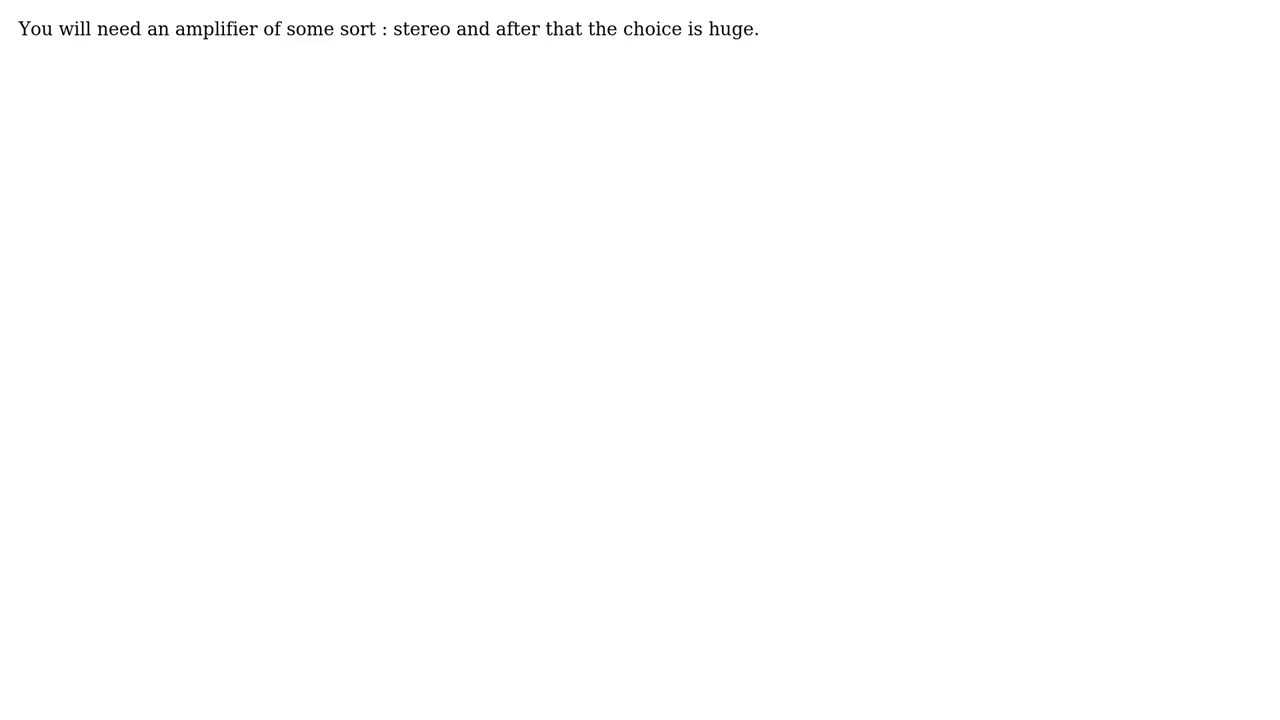 You will need an amplifier of some sort : stereo and after that the choice is huge.